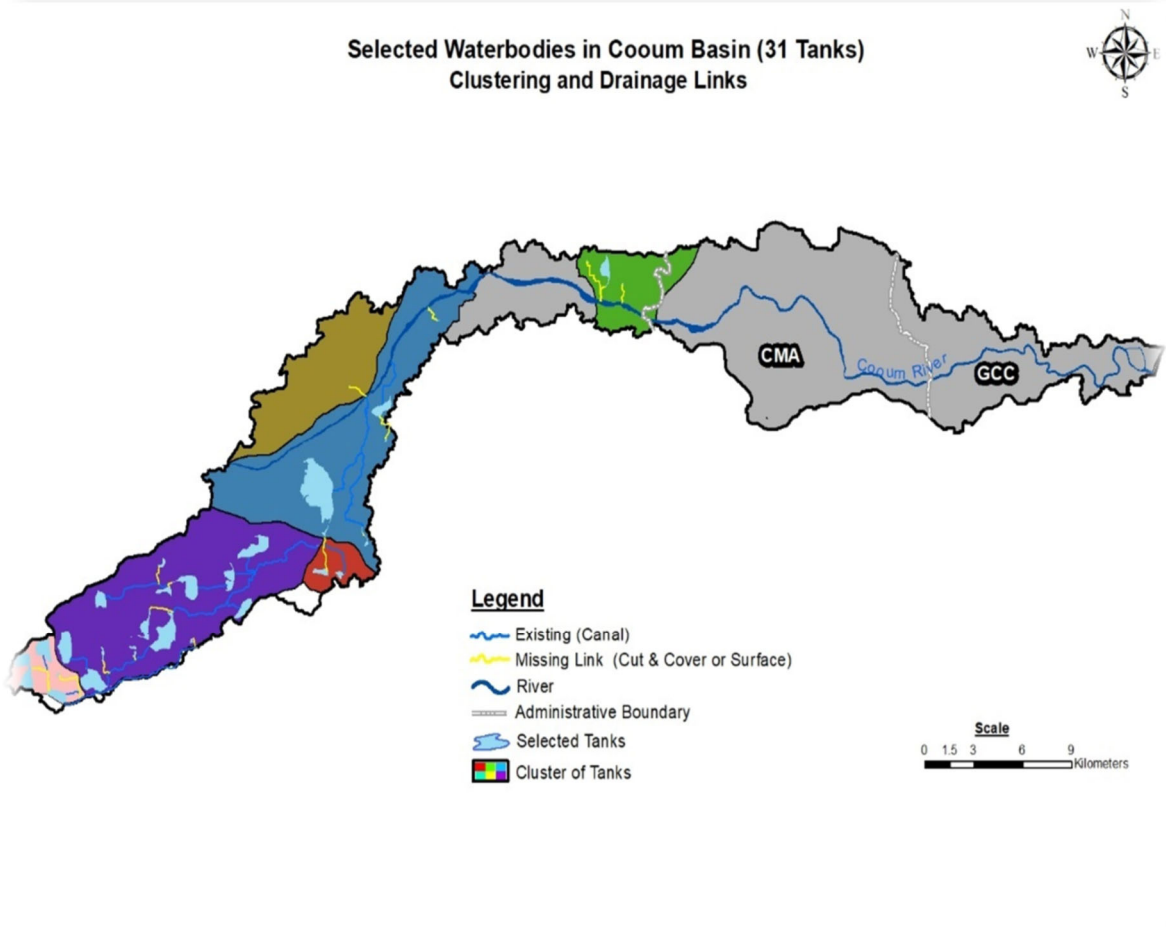 Selected Waterbodies in Cooum Basin (31 Tanks)
Clustering and Drainage Links
N
W E
S
CMA
Cooum River
GCC
Legend
Existing (Canal)
Missing Link (Cut & Cover or Surface)
River
Administrative Boundary
Selected Tanks
Cluster of Tanks
Scale
0 1.5 3 6 9
Kilometers